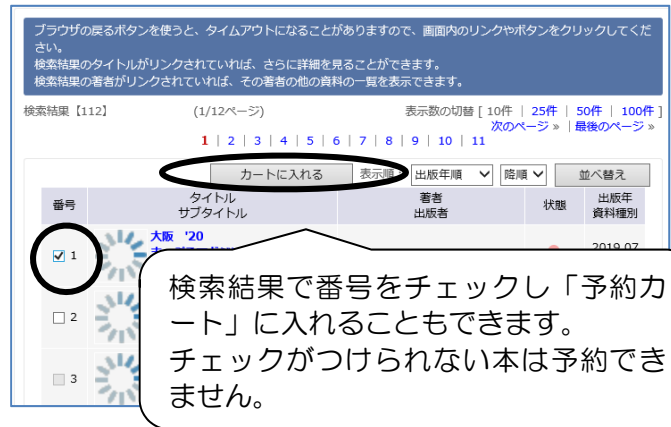 ブラウザの戻るボタンを使うと、タイムアウトになることがありますので、画面内のリンクやボタンをクリックしてくだ
さい。
検索結果のタイトルがリンクされていれば、さらに詳細を見ることができます。
検索結果の著者がリンクされていれば、その著者の他の資料の一覧を表示できます。
検索結果【112】 (1/12ページ) 表示数の切替 [ 10件 | 25件 | 50件 | 100件 ]
次のページ » | 最後のページ »
1 | 2 | 3 | 4 | 5 | 6 | 7 | 8 | 9 | 10 | 11
カートに入れる 表示順 出版年順 降順 並べ替え
番号 タイトル サブタイトル 著者 出版者 状態 出版年 資料種別
1 大阪 '20
2019.07
2
3
検索結果で番号をチェックし「予約カ
ート」に入れることもできます。
チェックがつけられない本は予約でき
ません。